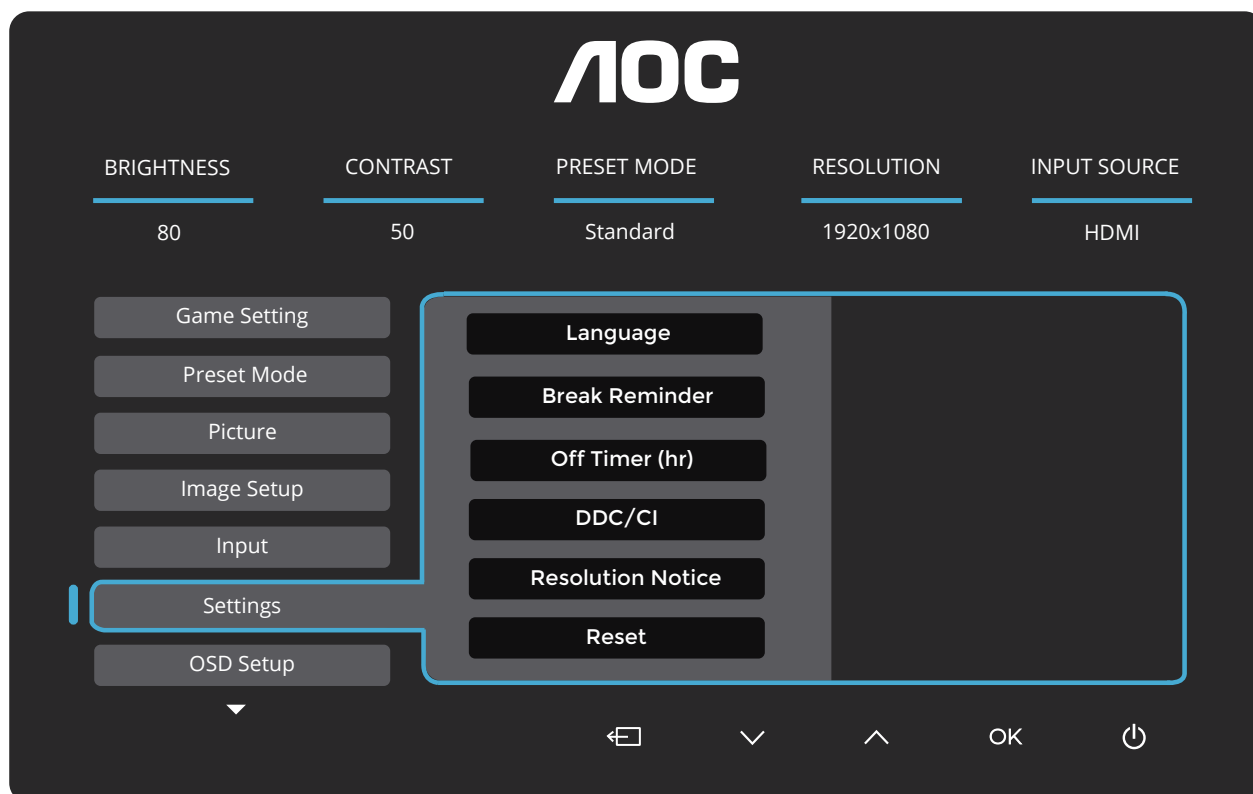 AOC
BRIGHTNESS CONTRAST PRESET MODE RESOLUTION INPUT SOURCE
80 50 Standard 1920x1080 HDMI
Game Setting
Preset Mode
Picture
Image Setup
Input
Settings
OSD Setup
Language
Break Reminder
Off Timer (hr)
DDC/CI
Resolution Notice
Reset
OK